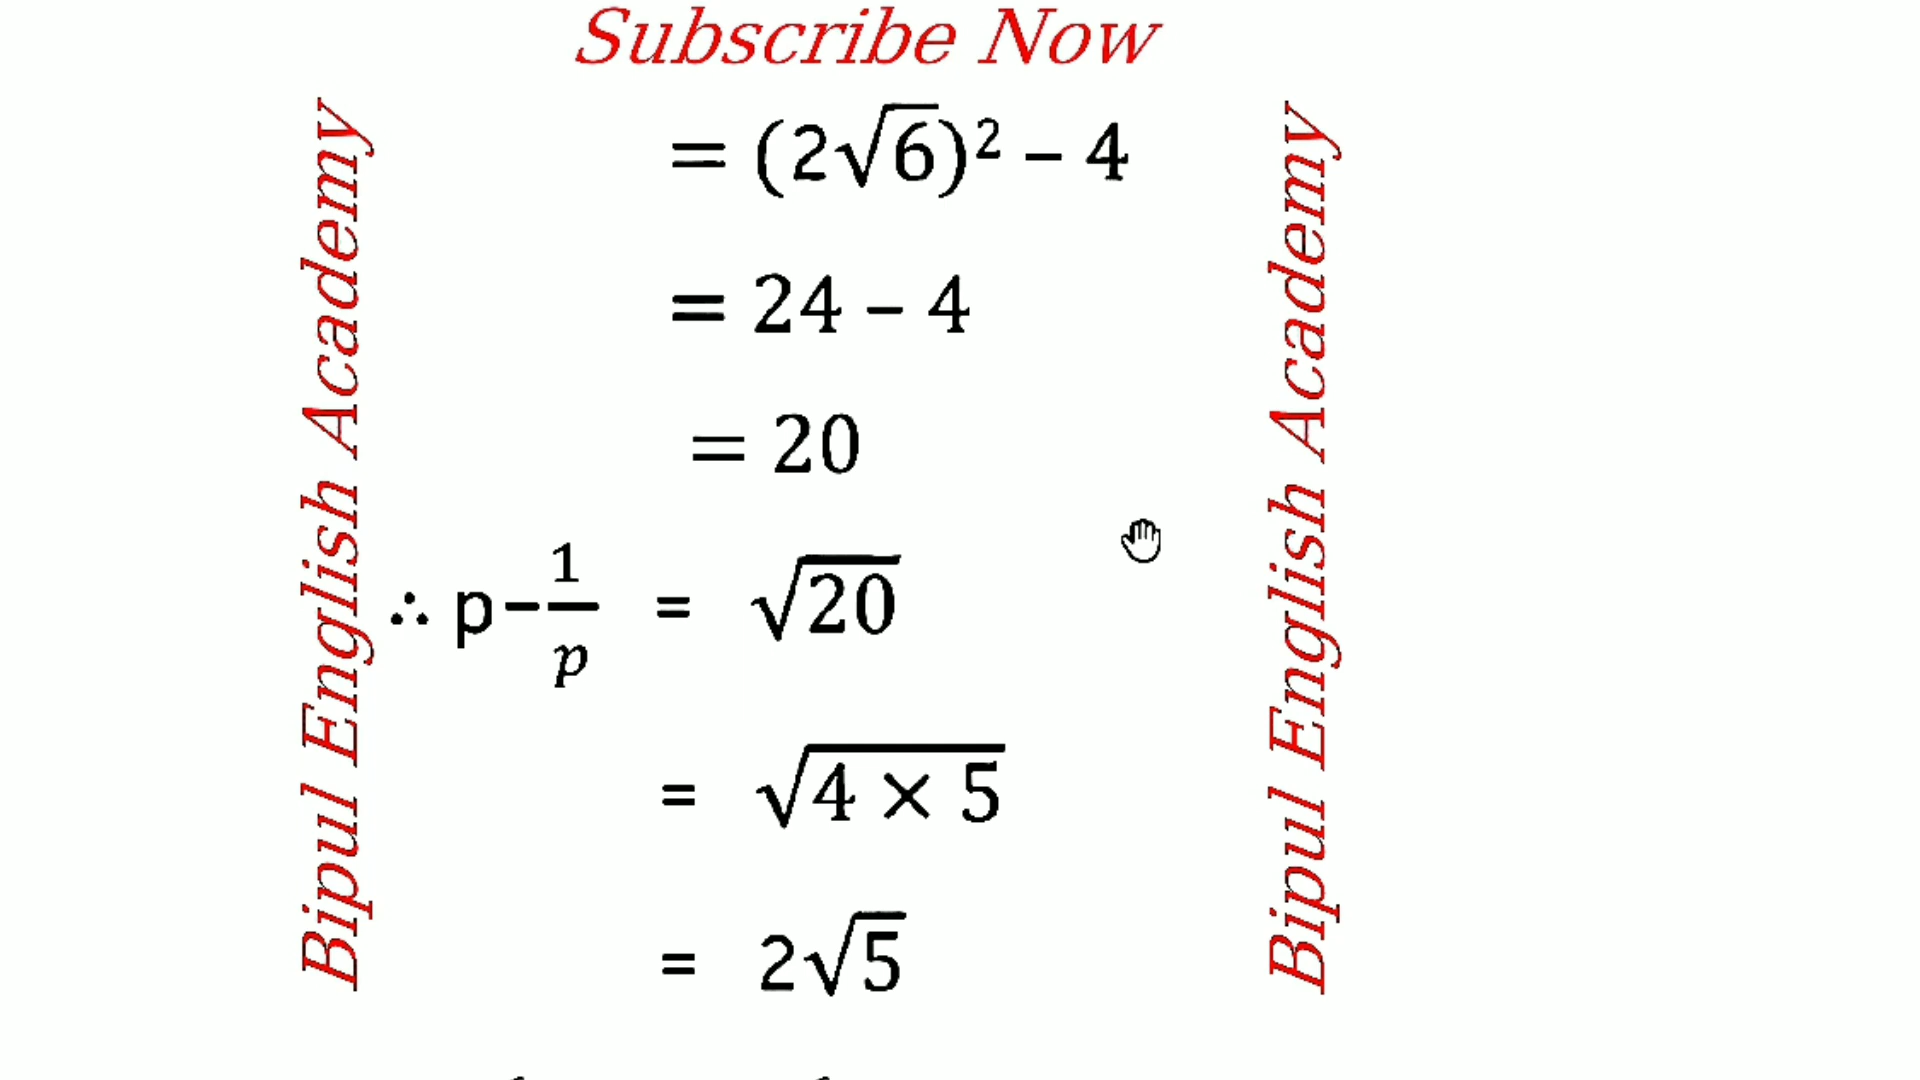 Subscribe Now
= (2√6)² – 4
= 24 – 4
= 20
∴ p–1/p = √20
= √4 × 5
= 2√5
Bipul English Academy
Bipul English Academy